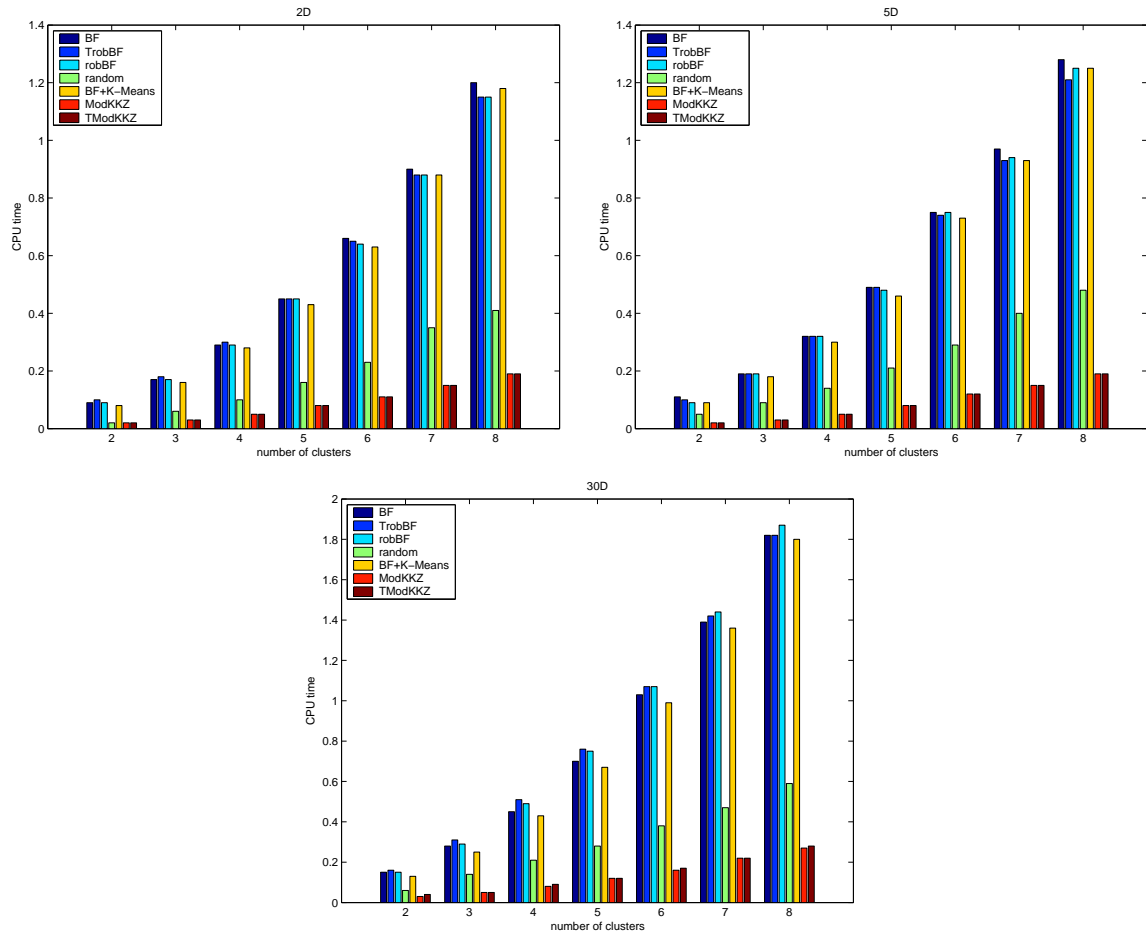 2D
1.4
1.2
1
0.8
0.6
0.4
0.2
0
CPU time
BF
TrobBF
robBF
random
BF+K−Means
ModKKZ
TModKKZ
2 3 4 5 6 7 8
number of clusters
5D
1.4
1.2
1
0.8
0.6
0.4
0.2
0
CPU time
BF
TrobBF
robBF
random
BF+K−Means
ModKKZ
TModKKZ
2 3 4 5 6 7 8
number of clusters
30D
2
1.8
1.6
1.4
1.2
1
0.8
0.6
0.4
0.2
0
CPU time
BF
TrobBF
robBF
random
BF+K−Means
ModKKZ
TModKKZ
2 3 4 5 6 7 8
number of clusters